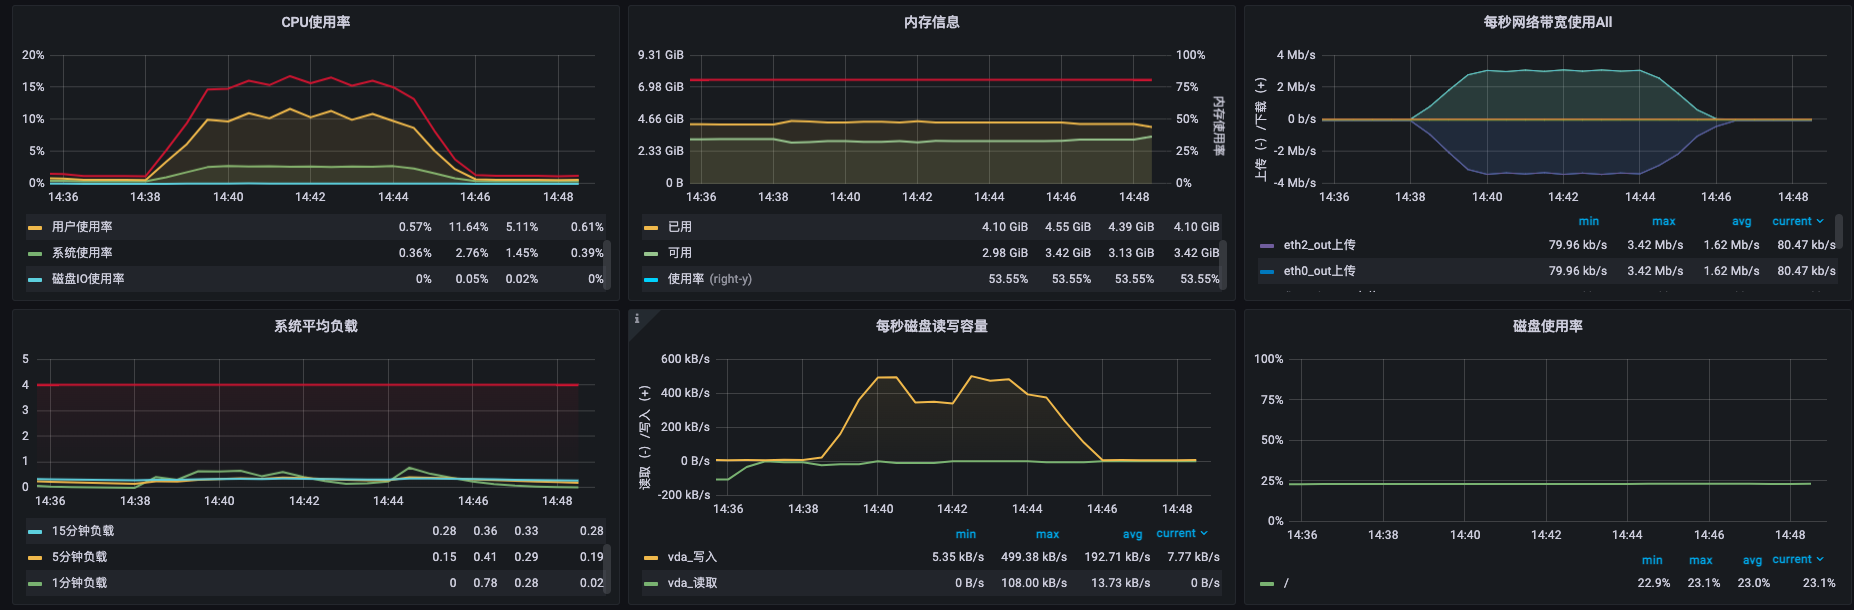 CPU使用率
20%
15%
10%
5%
0%
14:36 14:38 14:40 14:42 14:44 14:46 14:48
用户使用率 0.57% 11.64% 5.11% 0.61%
系统使用率 0.36% 2.76% 1.45% 0.39%
磁盘IO使用率 0% 0.05% 0.02% 0%
内存信息
9.31 GiB 100%
6.98 GiB 75%
4.66 GiB 50%
2.33 GiB 25%
0 B 0%
内存使用率
14:36 14:38 14:40 14:42 14:44 14:46 14:48
已用 4.10 GiB 4.55 GiB 4.39 GiB 4.10 GiB
可用 2.98 GiB 3.42 GiB 3.13 GiB 3.42 GiB
使用率 (right-y) 53.55% 53.55% 53.55% 53.55%
每秒网络带宽使用All
上传 (-) /下载 (+)
4 Mb/s
2 Mb/s
0 b/s
-2 Mb/s
-4 Mb/s
14:36 14:38 14:40 14:42 14:44 14:46 14:48
min max avg current
eth2_out上传 79.96 kb/s 3.42 Mb/s 1.62 Mb/s 80.47 kb/s
eth0_out上传 79.96 kb/s 3.42 Mb/s 1.62 Mb/s 80.47 kb/s
系统平均负载
5
4
3
2
1
0
14:36 14:38 14:40 14:42 14:44 14:46 14:48
15分钟负载 0.28 0.36 0.33 0.28
5分钟负载 0.15 0.41 0.29 0.19
1分钟负载 0 0.78 0.28 0.02
i
每秒磁盘读写容量
读取 (-) /写入 (+)
600 kB/s
400 kB/s
200 kB/s
0 B/s
-200 kB/s
14:36 14:38 14:40 14:42 14:44 14:46 14:48
min max avg current
vda_写入 5.35 kB/s 499.38 kB/s 192.71 kB/s 7.77 kB/s
vda_读取 0 B/s 108.00 kB/s 13.73 kB/s 0 B/s
磁盘使用率
100%
75%
50%
25%
0%
14:36 14:38 14:40 14:42 14:44 14:46 14:48
min max avg current
/ 22.9% 23.1% 23.0% 23.1%